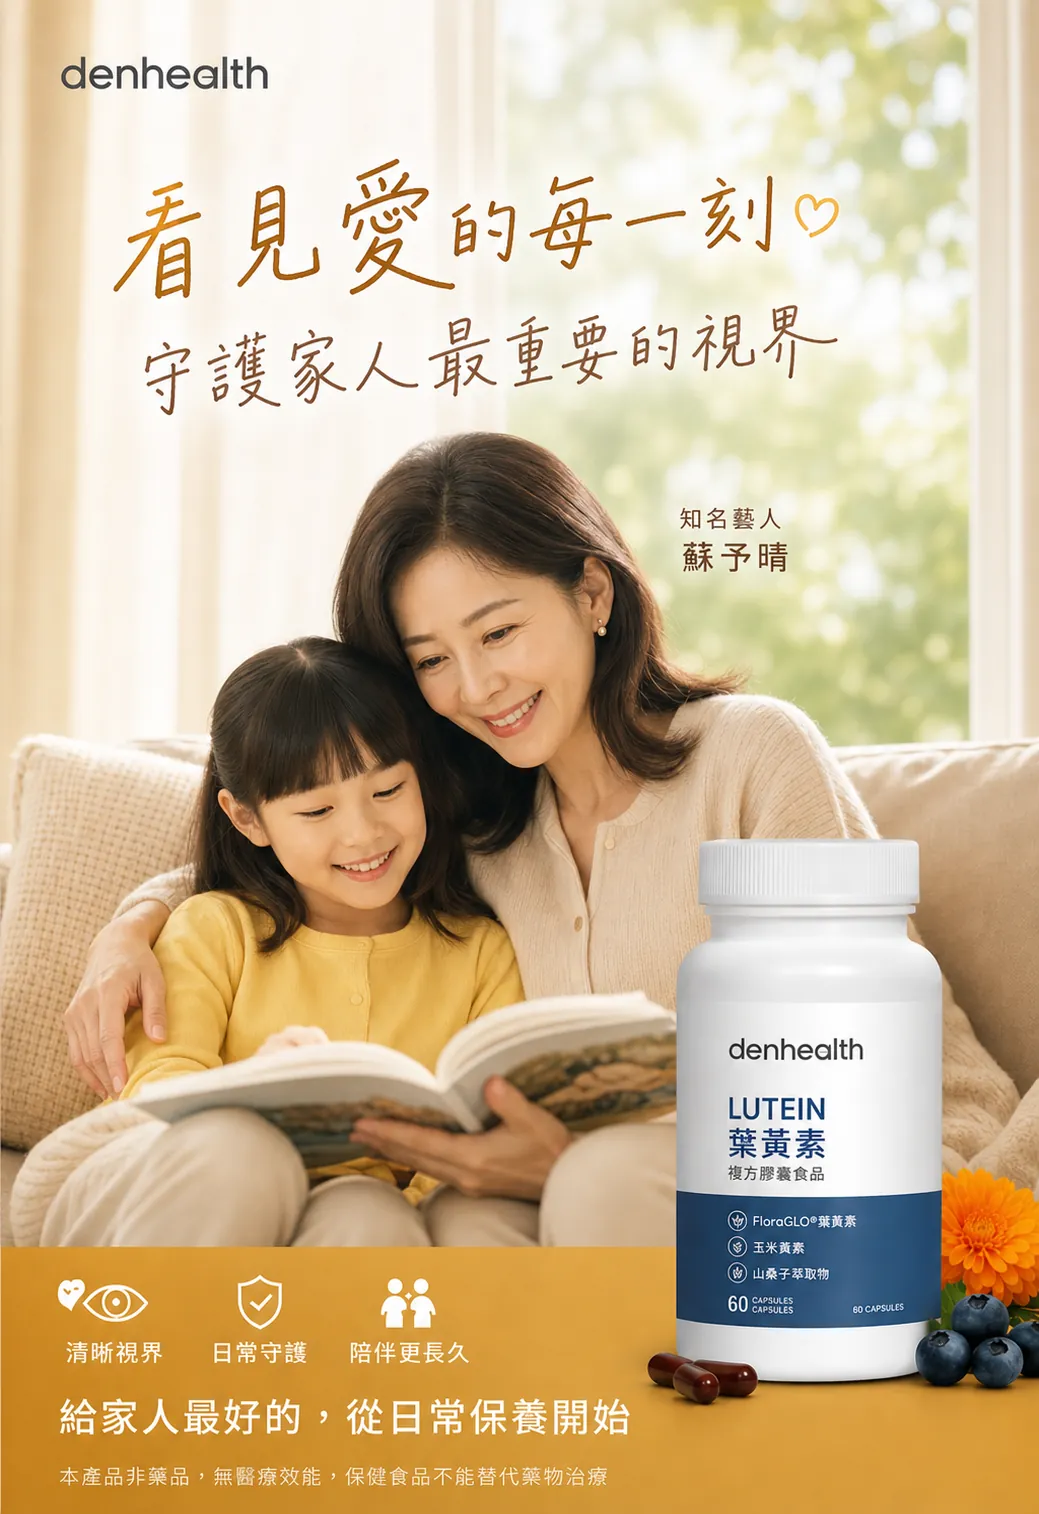 denhealth
看見愛的每一刻
守護家人最重要的視界
知名藝人
蘇予晴
denhealth
LUTEIN
葉黃素
複方膠囊食品
FloraGLO®葉黃素
玉米黃素
山桑子萃取物
60 CAPSULES
CAPSULES
60 CAPSULES
清晰視界
日常守護
陪伴更長久
給家人最好的，從日常保養開始
本產品非藥品，無醫療效能，保健食品不能替代藥物治療